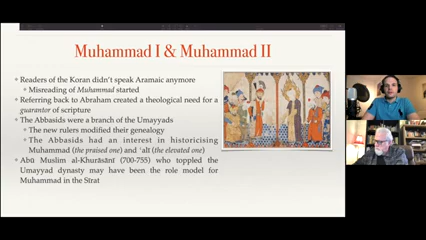 Muhammad I & Muhammad II
Readers of the Koran didn't speak Aramaic anymore
Misreading of Muhammad started
Referring back to Abraham created a theological need for a
guarantor of scripture
The Abbasids were a branch of the Umayyads
The new rulers modified their genealogy
The Abbasids had an interest in historicising
Muhammad (the praised one) and ʿalī (the elevated one)
Abū Muslim al-Khurāsānī (700-755) who toppled the
Umayyad dynasty may have been the role model for
Muhammad in the Sīrat